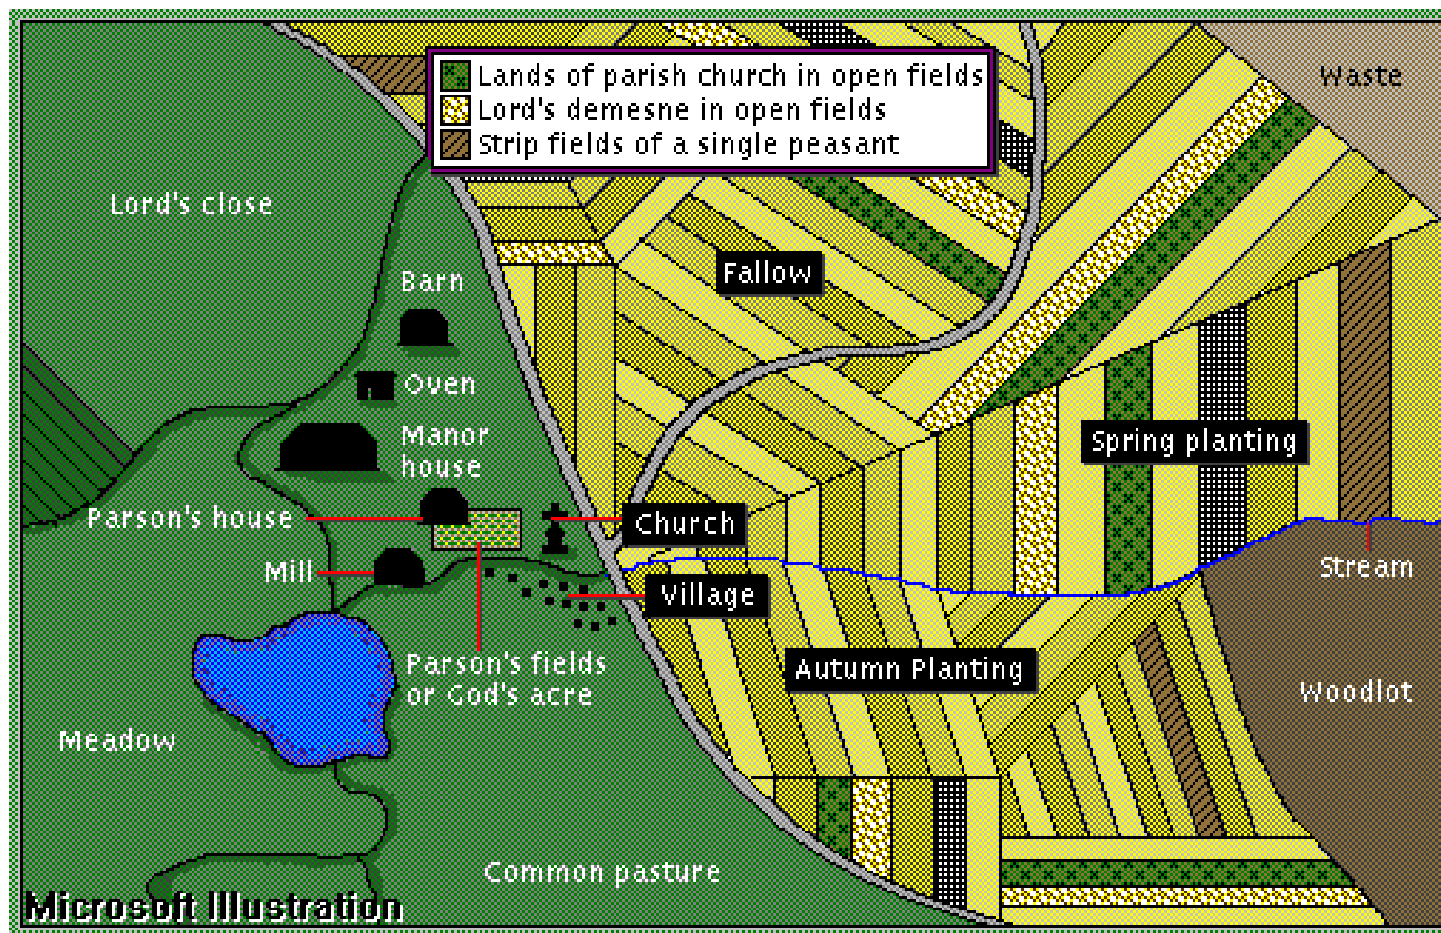 Lands of parish church in open fields
Lord's demesne in open fields
Strip fields of a single peasant
Waste
Lord's close
Barn
Fallow
Oven
Manor
house
Spring planting
Parson's house
Church
Mill
Stream
Village
Parson's fields
or God's acre
Autumn Planting
Woodlot
Meadow
Common pasture
Microsoft Illustration